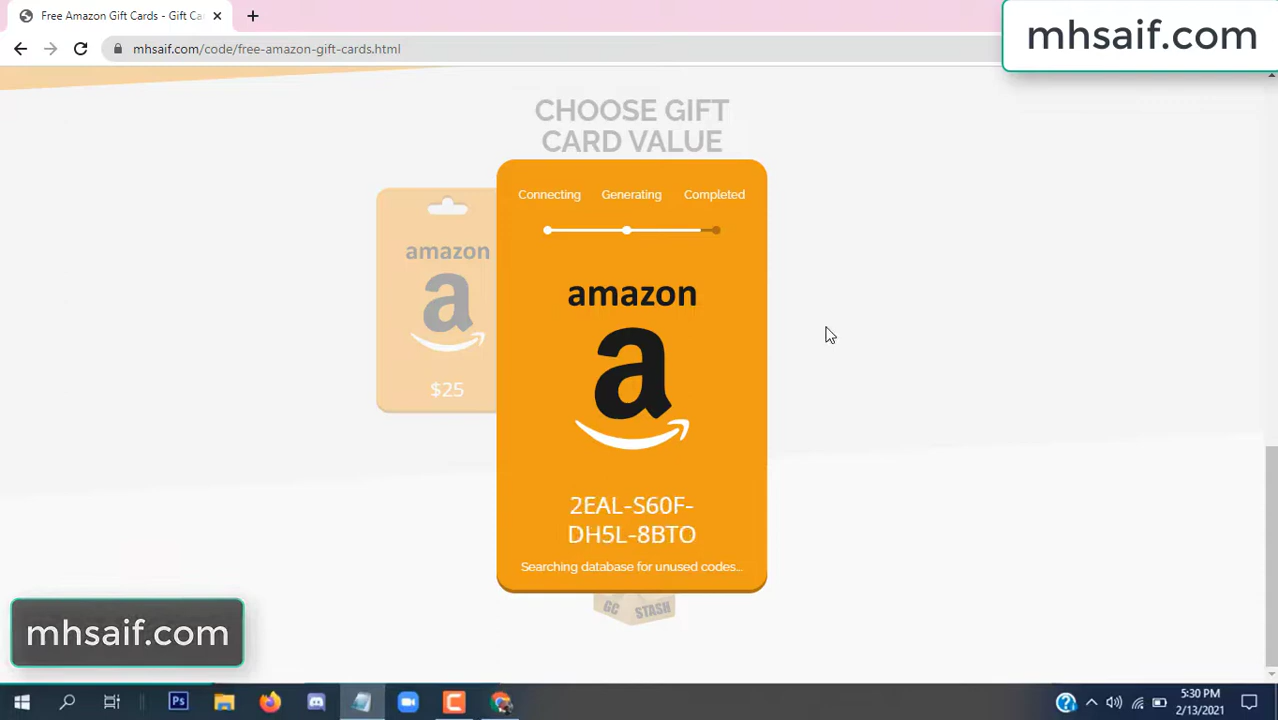 Free Amazon Gift Cards - Gift Ca
mhsaif.com/code/free-amazon-gift-cards.html
mhsaif.com
CHOOSE GIFT
CARD VALUE
Connecting Generating Completed
amazon
a
$25
amazon
a
2EAL-S60F-
DH5L-8BTO
Searching database for unused codes...
GC STASH
mhsaif.com
Ps
5:30 PM
2/13/2021